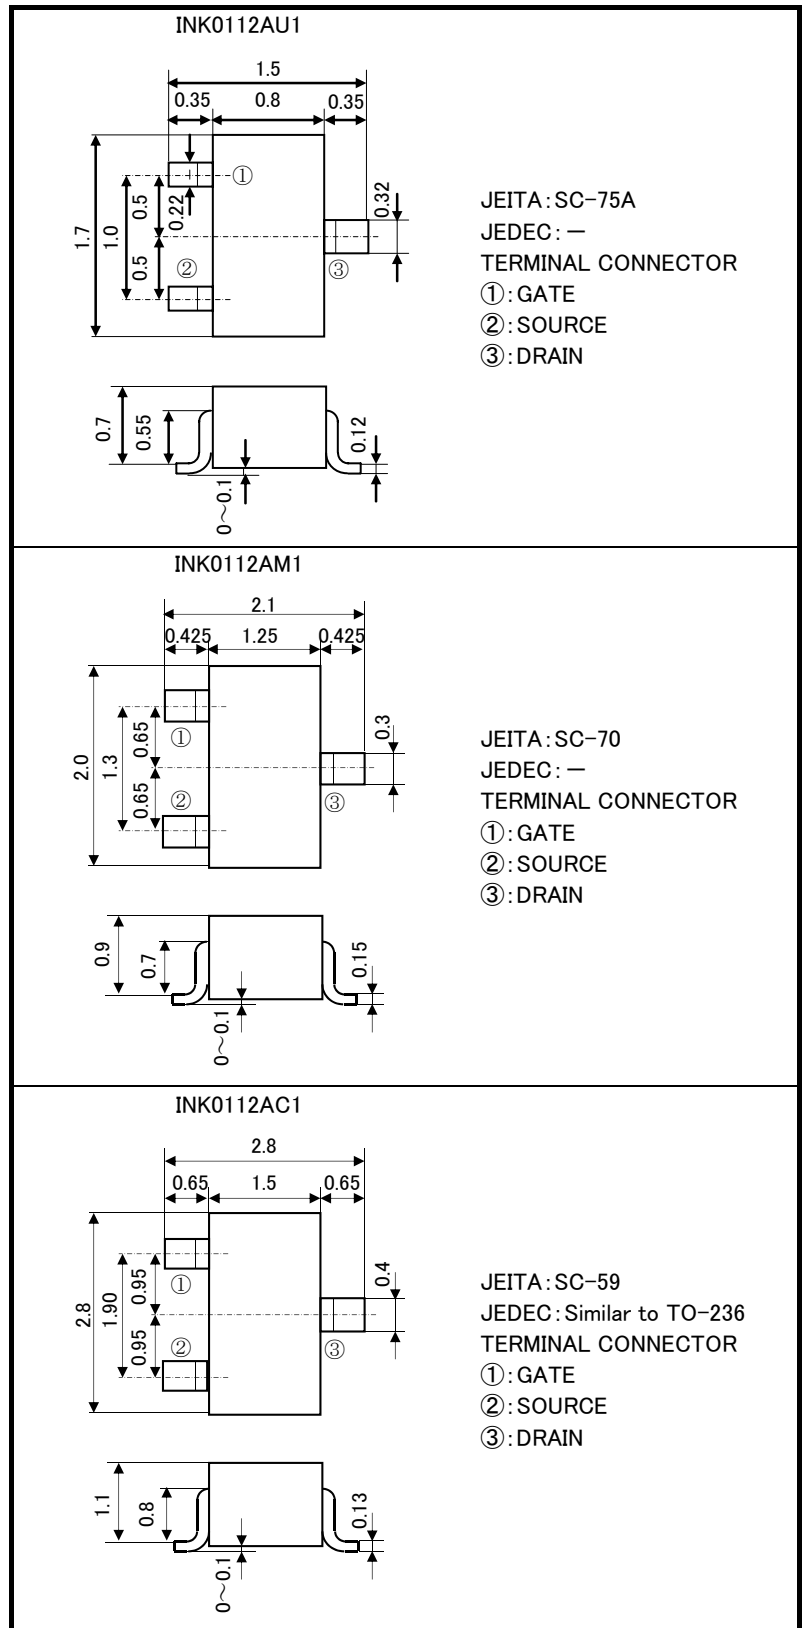 INK0112AU1
1.5
0.35 0.8 0.35
①
0.5
0.22
0.32
1.7
1.0
0.5
②
③
JEITA:SC-75A
JEDEC:－
TERMINAL CONNECTOR
①:GATE
②:SOURCE
③:DRAIN
0.7
0.55
0.12
0～0.1
INK0112AM1
2.1
0.425 1.25 0.425
①
0.65
0.3
2.0
1.3
0.65
②
③
JEITA:SC-70
JEDEC:－
TERMINAL CONNECTOR
①:GATE
②:SOURCE
③:DRAIN
0.9
0.7
0.15
0～0.1
INK0112AC1
2.8
0.65 1.5 0.65
①
0.95
0.4
2.8
1.90
0.95
②
③
JEITA:SC-59
JEDEC:Similar to TO-236
TERMINAL CONNECTOR
①:GATE
②:SOURCE
③:DRAIN
1.1
0.8
0.13
0～0.1